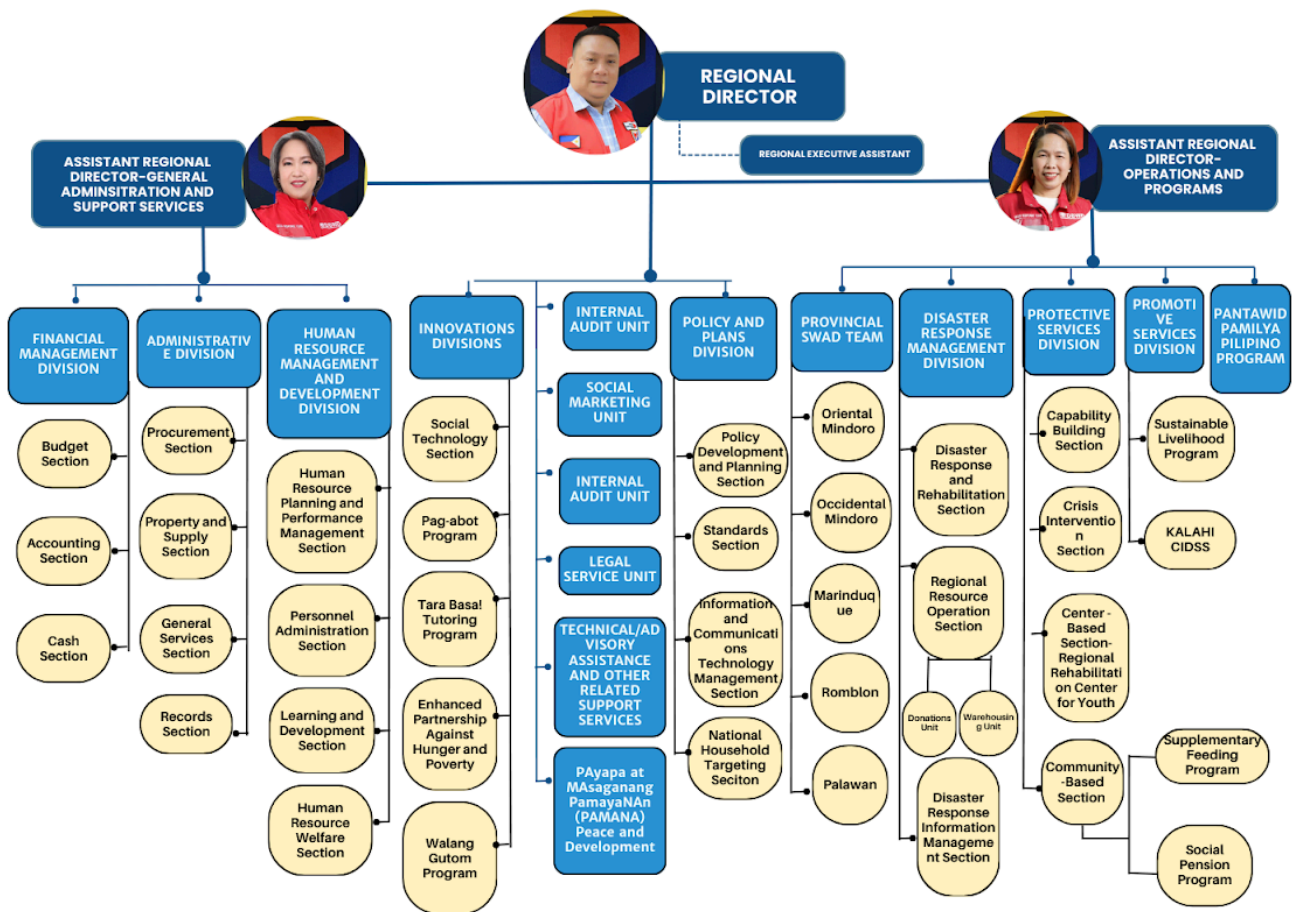 REGIONAL
DIRECTOR
REGIONAL EXECUTIVE ASSISTANT
ASSISTANT REGIONAL
DIRECTOR-GENERAL
ADMINSITRATION AND
SUPPORT SERVICES
ASSISTANT REGIONAL
DIRECTOR-
OPERATIONS AND
PROGRAMS
FINANCIAL
MANAGEMENT
DIVISION
Budget
Section
Accounting
Section
Cash
Section
ADMINISTRATIV
E DIVISION
Procurement
Section
Property and
Supply
Section
General
Services
Section
Records
Section
HUMAN
RESOURCE
MANAGEMENT
AND
DEVELOPMENT
DIVISION
Human
Resource
Planning and
Performance
Management
Section
Personnel
Administration
Section
Learning and
Development
Section
Human
Resource
Welfare
Section
INNOVATIONS
DIVISIONS
Social
Technology
Section
Pag-abot
Program
Tara Basa!
Tutoring
Program
Enhanced
Partnership
Against
Hunger and
Poverty
Walang
Gutom
Program
INTERNAL
AUDIT UNIT
SOCIAL
MARKETING
UNIT
INTERNAL
AUDIT UNIT
LEGAL
SERVICE UNIT
TECHNICAL/AD
VISORY
ASSISTANCE
AND OTHER
RELATED
SUPPORT
SERVICES
PAyapa at
MAsaganang
PamayaNAn
(PAMANA)
Peace and
Development
POLICY AND
PLANS
DIVISION
Policy
Development
and Planning
Section
Standards
Section
Information
and
Communicati
ons
Technology
Management
Section
National
Household
Targeting
Seciton
PROVINCIAL
SWAD TEAM
Oriental
Mindoro
Occidental
Mindoro
Marinduq
ue
Romblon
Palawan
DISASTER
RESPONSE
MANAGEMENT
DIVISION
Disaster
Response
and
Rehabilitation
Section
Regional
Resource
Operation
Section
Donations
Unit
Warehousin
g Unit
Disaster
Response
Information
Manageme
nt Section
PROTECTIVE
SERVICES
DIVISION
Capability
Building
Section
Crisis
Interventio
n Section
Center -
Based
Section-
Regional
Rehabilitati
on Center
for Youth
Community
-Based
Section
Supplementary
Feeding
Program
Social
Pension
Program
PROMOTI
VE
SERVICES
DIVISION
Sustainable
Livelihood
Program
KALAHI
CIDSS
PANTAWID
PAMILYA
PILIPINO
PROGRAM